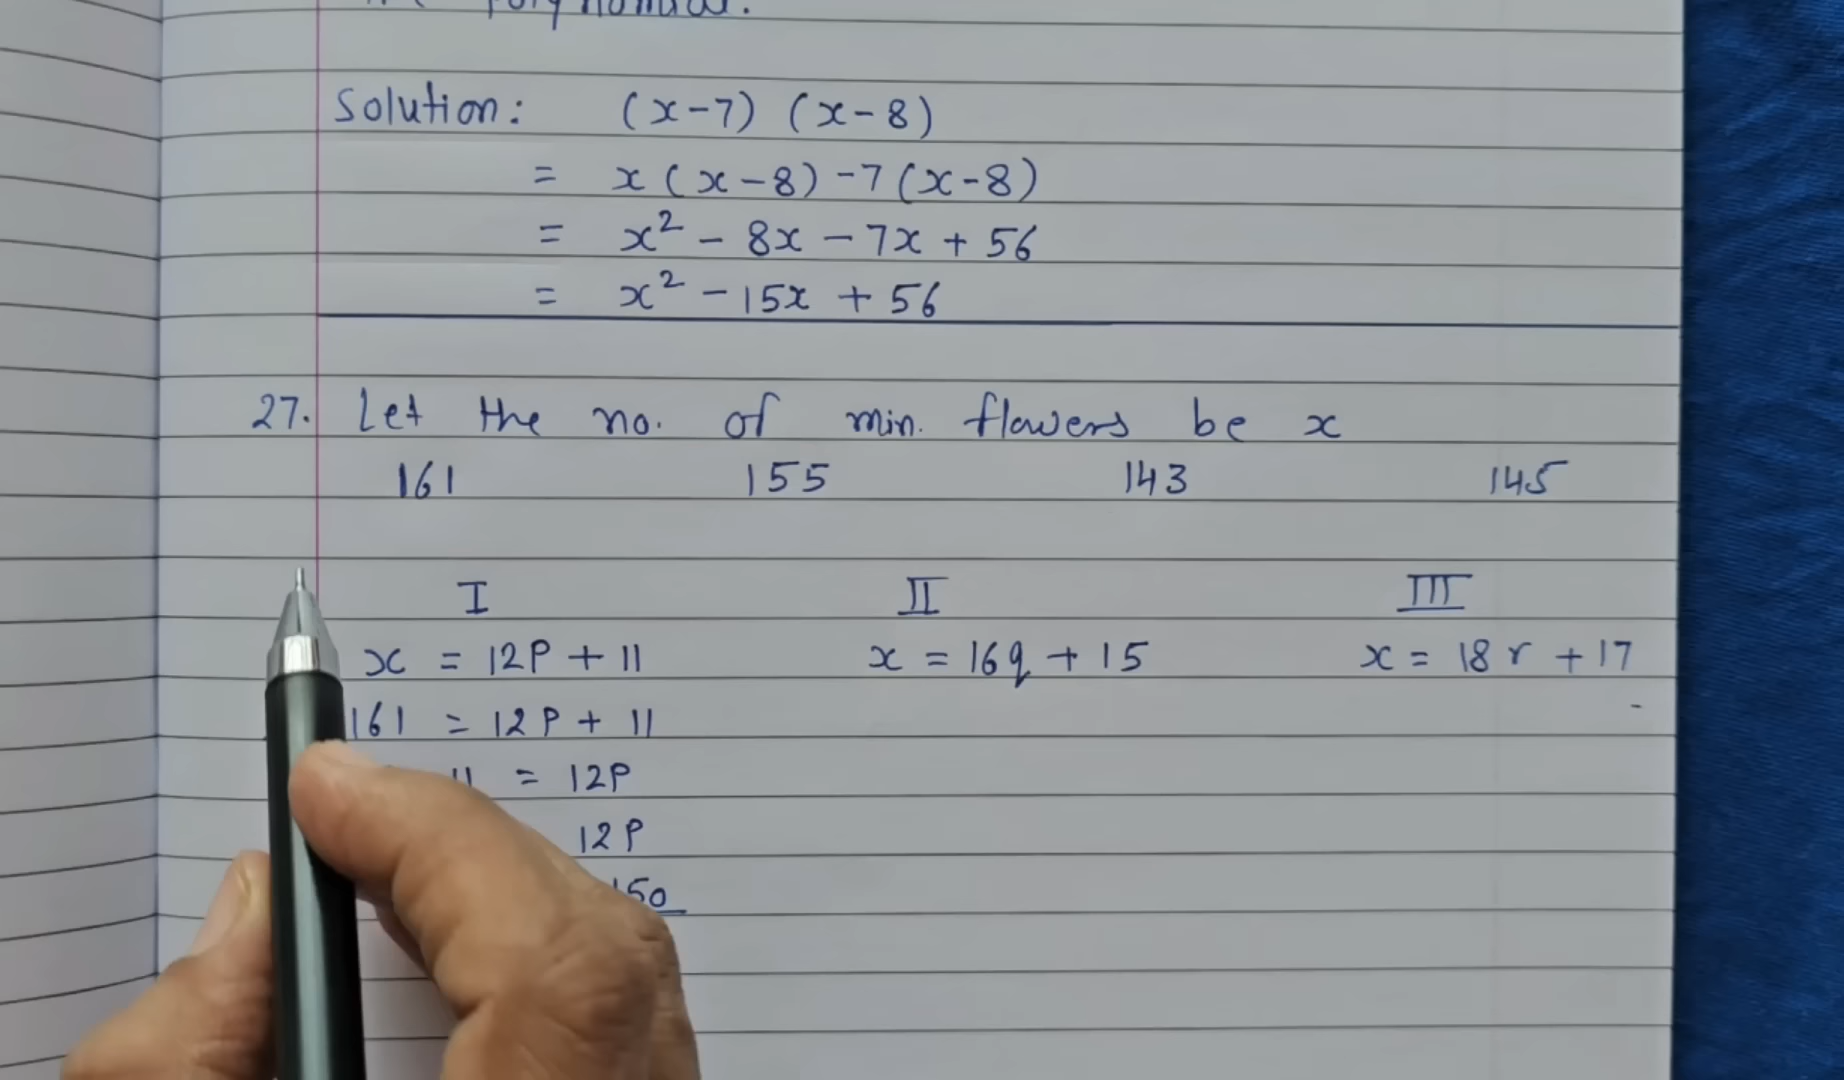 Solution: (x-7) (x-8)
= x(x-8) -7(x-8)
= x² - 8x - 7x + 56
= x² - 15x + 56
27. Let the no. of min. flowers be x
161 155 143 145
I II III
x = 12p + 11 x = 16q + 15 x = 18r + 17
161 = 12p + 11
11 = 12p
12p
150